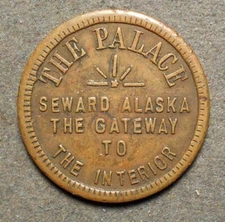 THE PALACE
SEWARD ALASKA
THE GATEWAY
TO
THE INTERIOR